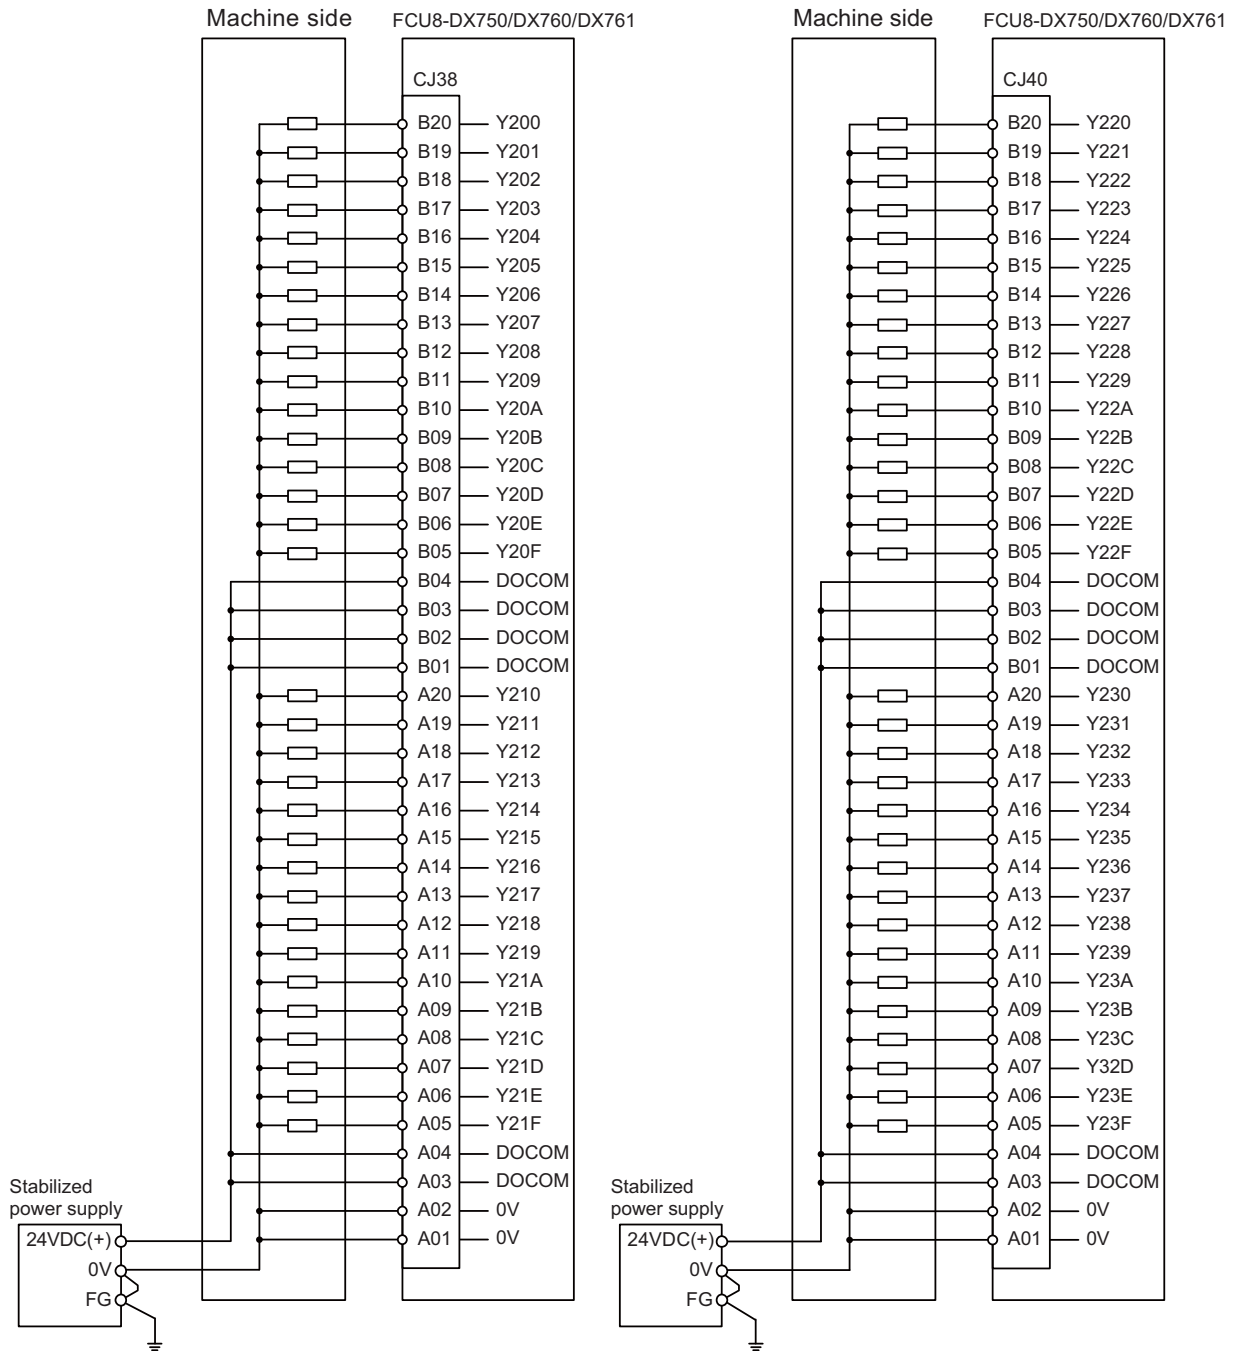 Machine side
FCU8-DX750/DX760/DX761
CJ38
B20 Y200
B19 Y201
B18 Y202
B17 Y203
B16 Y204
B15 Y205
B14 Y206
B13 Y207
B12 Y208
B11 Y209
B10 Y20A
B09 Y20B
B08 Y20C
B07 Y20D
B06 Y20E
B05 Y20F
B04 DOCOM
B03 DOCOM
B02 DOCOM
B01 DOCOM
A20 Y210
A19 Y211
A18 Y212
A17 Y213
A16 Y214
A15 Y215
A14 Y216
A13 Y217
A12 Y218
A11 Y219
A10 Y21A
A09 Y21B
A08 Y21C
A07 Y21D
A06 Y21E
A05 Y21F
A04 DOCOM
A03 DOCOM
A02 0V
A01 0V
Stabilized
power supply
24VDC(+)
0V
FG
Machine side
FCU8-DX750/DX760/DX761
CJ40
B20 Y220
B19 Y221
B18 Y222
B17 Y223
B16 Y224
B15 Y225
B14 Y226
B13 Y227
B12 Y228
B11 Y229
B10 Y22A
B09 Y22B
B08 Y22C
B07 Y22D
B06 Y22E
B05 Y22F
B04 DOCOM
B03 DOCOM
B02 DOCOM
B01 DOCOM
A20 Y230
A19 Y231
A18 Y232
A17 Y233
A16 Y234
A15 Y235
A14 Y236
A13 Y237
A12 Y238
A11 Y239
A10 Y23A
A09 Y23B
A08 Y23C
A07 Y32D
A06 Y23E
A05 Y23F
A04 DOCOM
A03 DOCOM
A02 0V
A01 0V
Stabilized
power supply
24VDC(+)
0V
FG